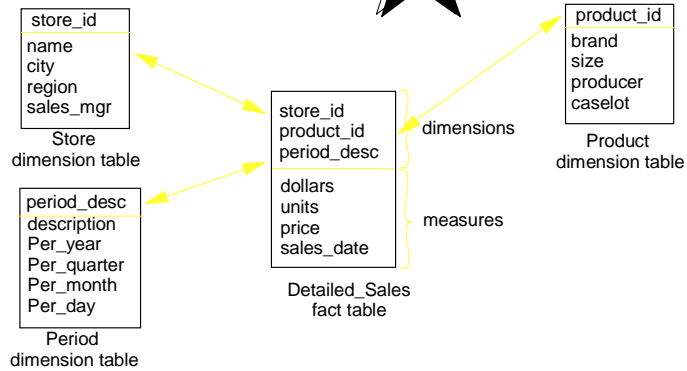 store_id
name
city
region
sales_mgr
Store
dimension table
product_id
brand
size
producer
caselot
Product
dimension table
store_id
product_id
period_desc
dimensions
dollars
units
price
sales_date
measures
Detailed_Sales
fact table
period_desc
description
Per_year
Per_quarter
Per_month
Per_day
Period
dimension table